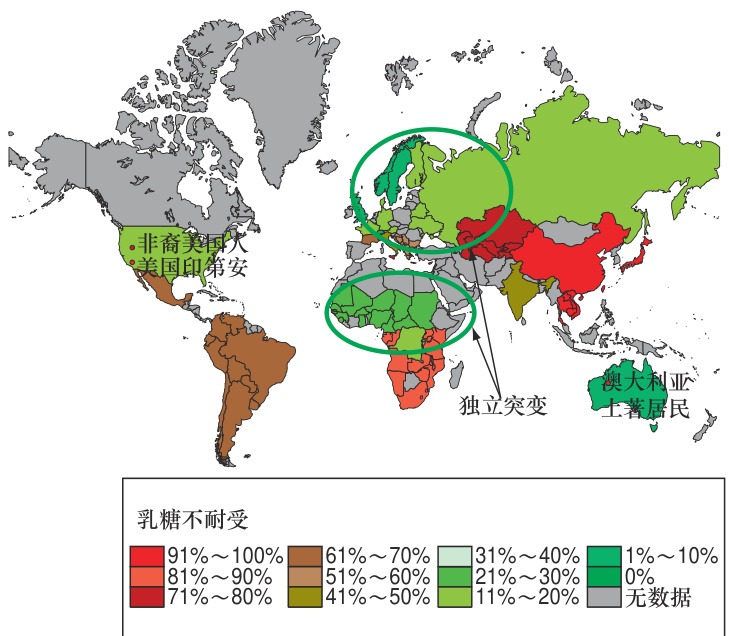 非裔美国人
美国印第安
独立突变
澳大利亚
土著居民
乳糖不耐受
91%～100%
61%～70%
31%～40%
1%～10%
81%～90%
51%～60%
21%～30%
0%
71%～80%
41%～50%
11%～20%
无数据